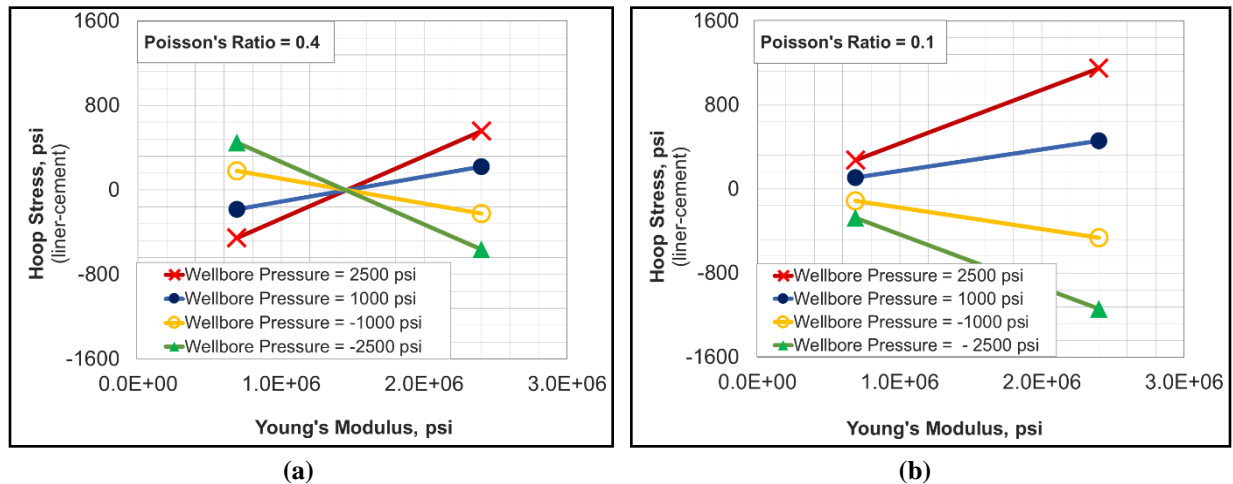 1600
Poisson's Ratio = 0.4
800
0
-800
-1600
Hoop Stress, psi
(liner-cement)
Wellbore Pressure = 2500 psi
Wellbore Pressure = 1000 psi
Wellbore Pressure = -1000 psi
Wellbore Pressure = -2500 psi
0.0E+00 1.0E+06 2.0E+06 3.0E+06
Young's Modulus, psi
(a)
1600
Poisson's Ratio = 0.1
800
0
-800
-1600
Hoop Stress, psi
(liner-cement)
Wellbore Pressure = 2500 psi
Wellbore Pressure = 1000 psi
Wellbore Pressure = -1000 psi
Wellbore Pressure = - 2500 psi
0.0E+00 1.0E+06 2.0E+06 3.0E+06
Young's Modulus, psi
(b)